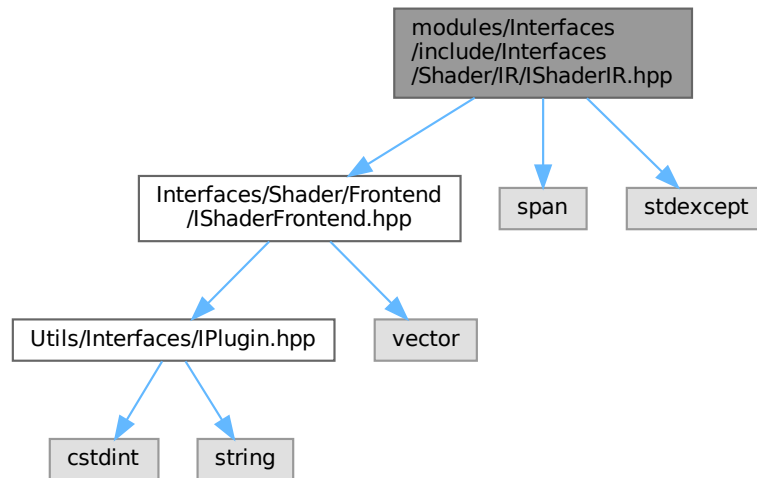 modules/Interfaces
/include/Interfaces
/Shader/IR/IShaderIR.hpp
Interfaces/Shader/Frontend
/IShaderFrontend.hpp
span
stdexcept
Utils/Interfaces/IPlugin.hpp
vector
cstdint
string